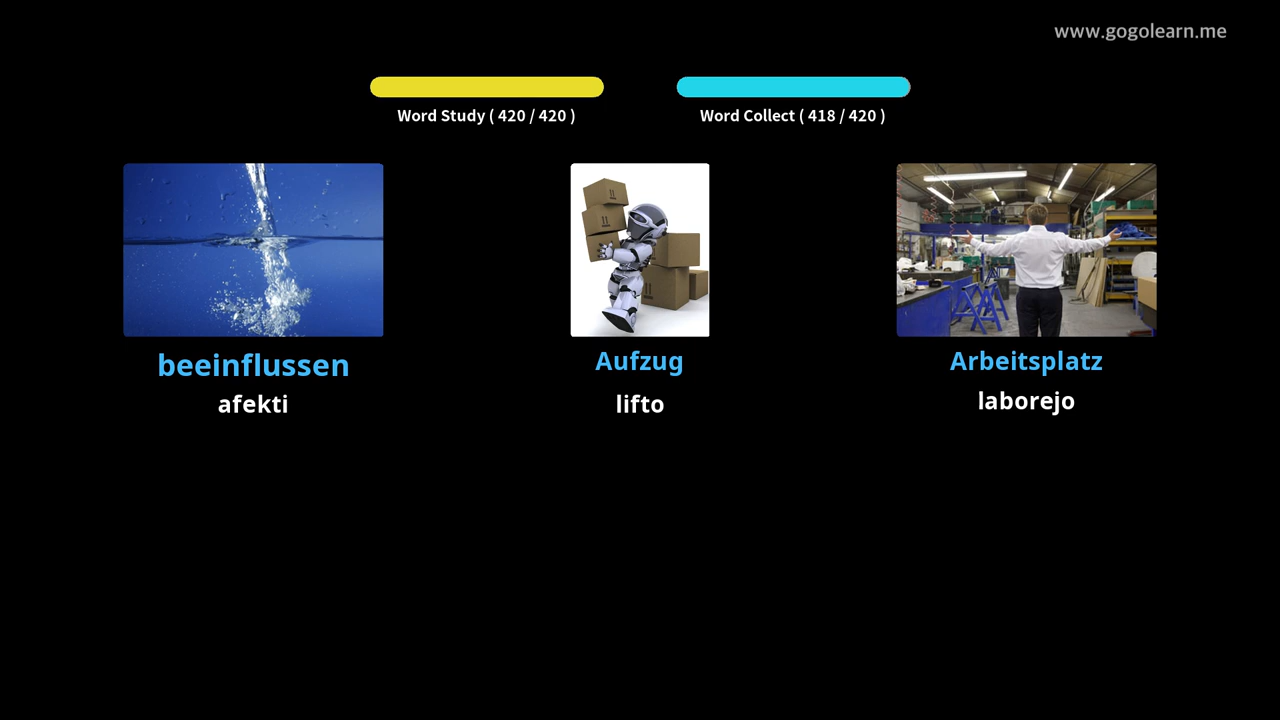 www.gogolearn.me
Word Study ( 420 / 420 )
Word Collect ( 418 / 420 )
beeinflussen
afekti
Aufzug
lifto
Arbeitsplatz
laborejo